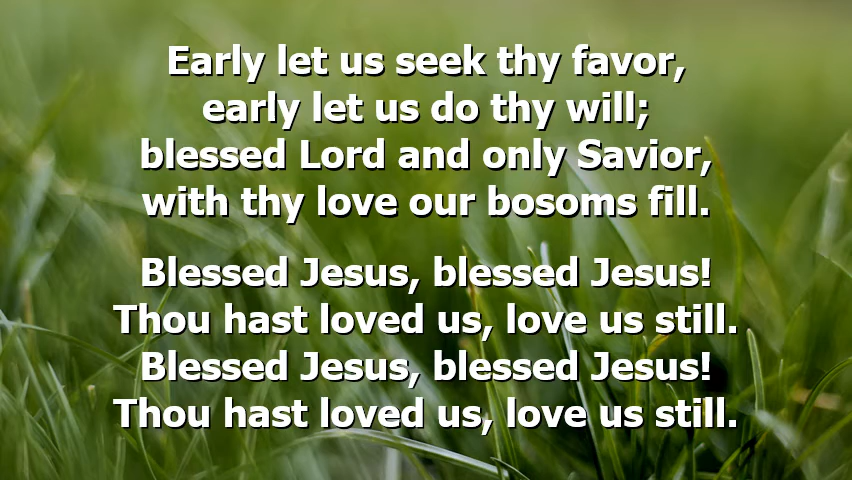 Early let us seek thy favor,
early let us do thy will;
blessed Lord and only Savior,
with thy love our bosoms fill.
Blessed Jesus, blessed Jesus!
Thou hast loved us, love us still.
Blessed Jesus, blessed Jesus!
Thou hast loved us, love us still.